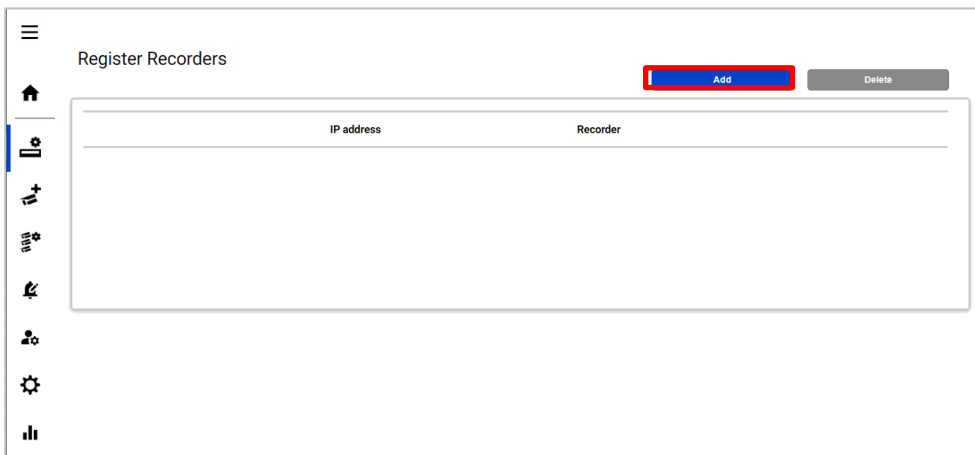 Register Recorders
Add
Delete
IP address
Recorder